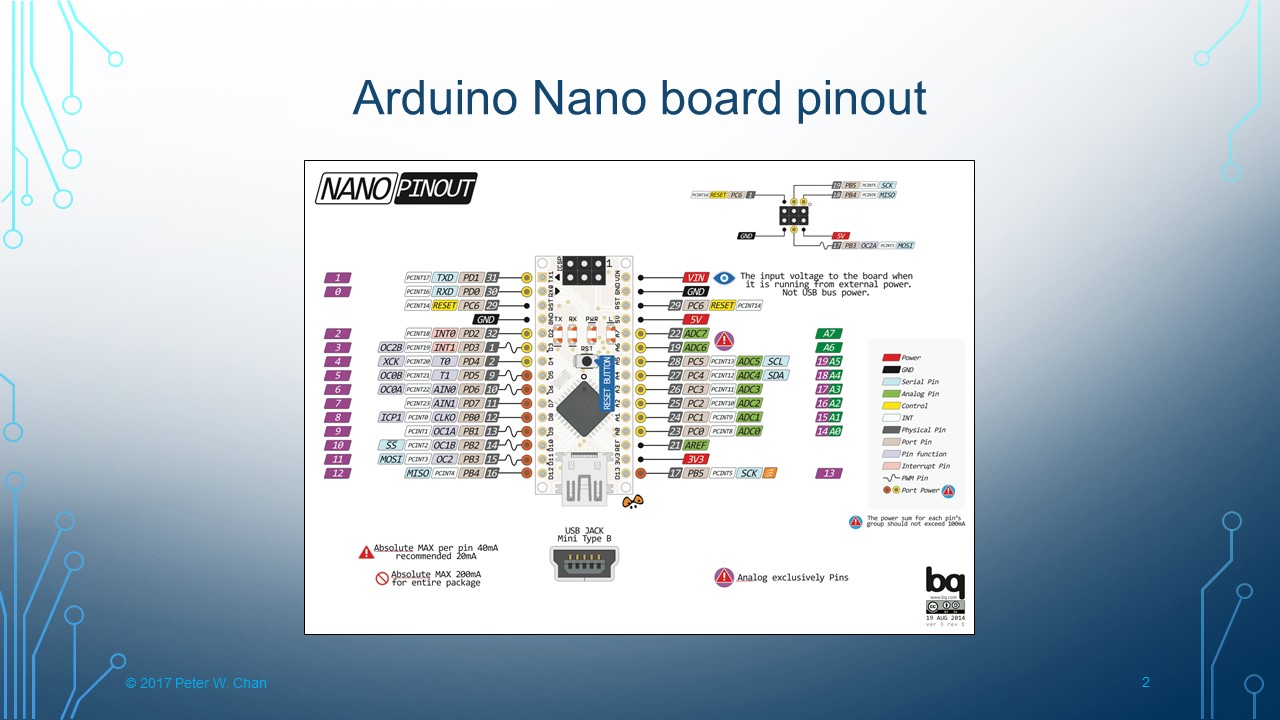 Arduino Nano board pinout
NANO PINOUT
PCINT14 RESET PC6 1
19 PB5 PCINT5 SCK
18 PB4 PCINT4 MISO
GND
5V
17 PB3 OC2A PCINT3 MOSI
1 PCINT17 TXD PD1 31
0 PCINT16 RXD PD0 30
PCINT14 RESET PC6 29
GND
2 PCINT18 INT0 PD2 32
3 OC2B PCINT19 INT1 PD3 1
4 XCK PCINT20 T0 PD4 2
5 OC0B PCINT21 T1 PD5 9
6 OC0A PCINT22 AIN0 PD6 10
7 PCINT23 AIN1 PD7 11
8 ICP1 PCINT0 CLKO PB0 12
9 PCINT1 OC1A PB1 13
10 SS PCINT2 OC1B PB2 14
11 MOSI PCINT3 OC2 PB3 15
12 MISO PCINT4 PB4 16
ICSP
1
TX1 RX0 RST GND D2 D3 D4 D5 D6 D7 D8 D9 D10 D11 D12
VIN GND RST 5V A7 A6 A5 A4 A3 A2 A1 A0 REF 3V3 D13
TX RX PWR L
RST
RESET BUTTON
VIN
The input voltage to the board when
it is running from external power.
Not USB bus power.
GND
29 PC6 RESET PCINT14
5V
22 ADC7 A7
19 ADC6 A6
28 PC5 PCINT13 ADC5 SCL 19 A5
27 PC4 PCINT12 ADC4 SDA 18 A4
26 PC3 PCINT11 ADC3 17 A3
25 PC2 PCINT10 ADC2 16 A2
24 PC1 PCINT9 ADC1 15 A1
23 PC0 PCINT8 ADC0 14 A0
21 AREF
3V3
17 PB5 PCINT5 SCK 13
Power
GND
Serial Pin
Analog Pin
Control
INT
Physical Pin
Port Pin
Pin function
Interrupt Pin
PWM Pin
Port Power
The power sum for each pin's
group should not exceed 100mA
USB JACK
Mini Type B
Absolute MAX per pin 40mA
recommended 20mA
Absolute MAX 200mA
for entire package
Analog exclusively Pins
bq
www.bq.com
19 AUG 2014
ver 3 rev 1
© 2017 Peter W. Chan
2